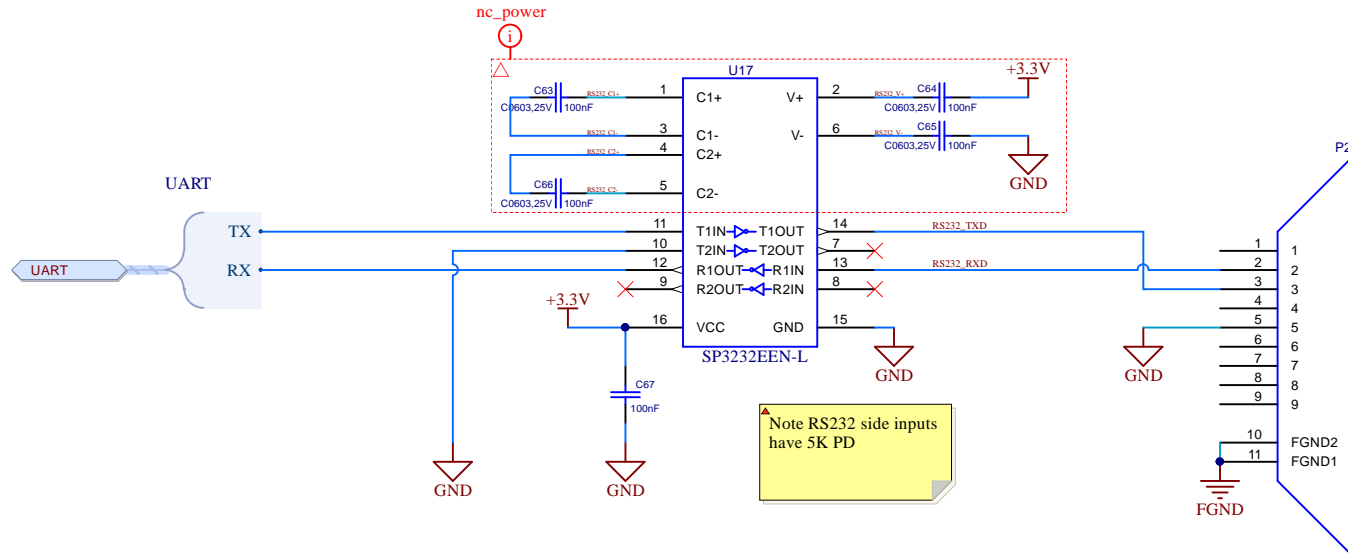 nc_power
i
U17
+3.3V
C63
RS232_C1+
1
C1+
V+
2
RS232_V+
C64
C0603,25V
100nF
C0603,25V
100nF
RS232_C1-
3
C1-
V-
6
RS232_V-
C65
RS232_C2+
4
C2+
C0603,25V
100nF
C66
RS232_C2-
5
C2-
GND
C0603,25V
100nF
P2
UART
TX
11
T1IN
T1OUT
14
RS232_TXD
10
T2IN
T2OUT
7
1
1
UART
RX
12
R1OUT
R1IN
13
RS232_RXD
2
2
9
R2OUT
R2IN
8
3
3
+3.3V
4
4
16
VCC
GND
15
5
5
SP3232EEN-L
6
6
GND
GND
7
7
C67
8
8
100nF
9
9
Note RS232 side inputs
have 5K PD
10
FGND2
11
FGND1
GND
GND
FGND